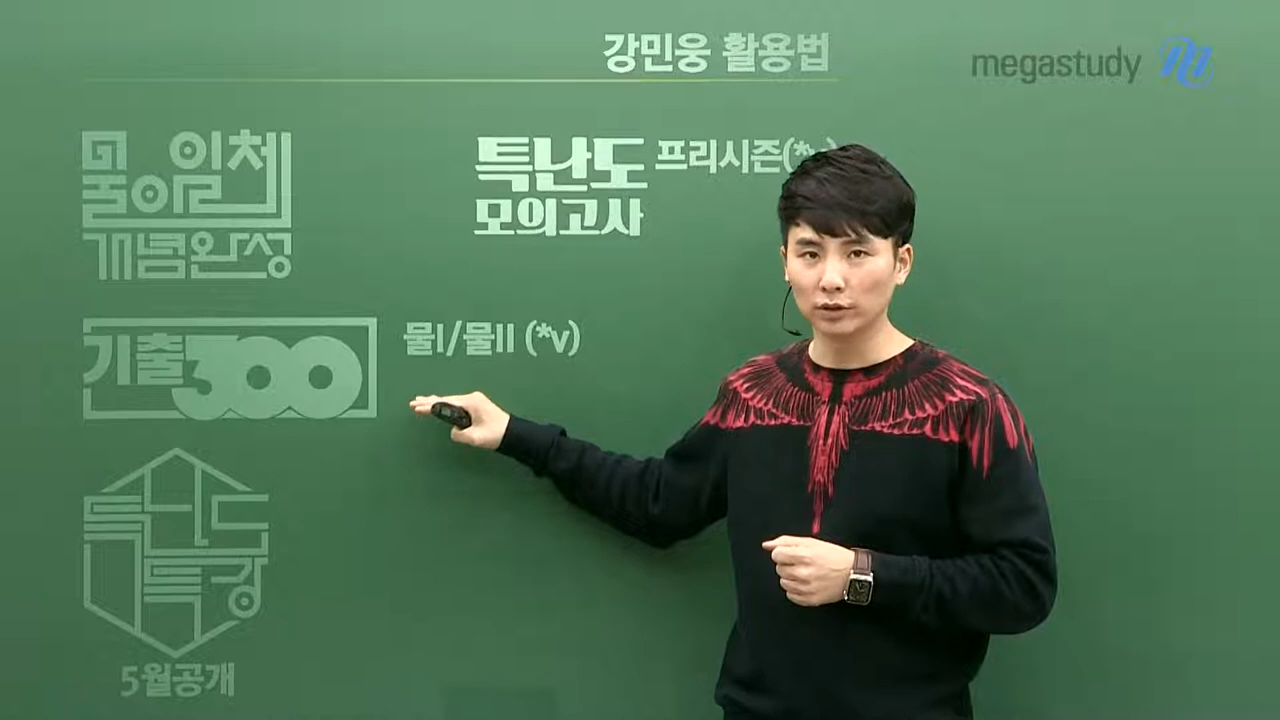 강민웅 활용법
megastudy m
물아일체
개념완성
특난도 프리시즌(*v)
모의고사
기출300
물I/물II (*v)
특난도
특강
5월공개